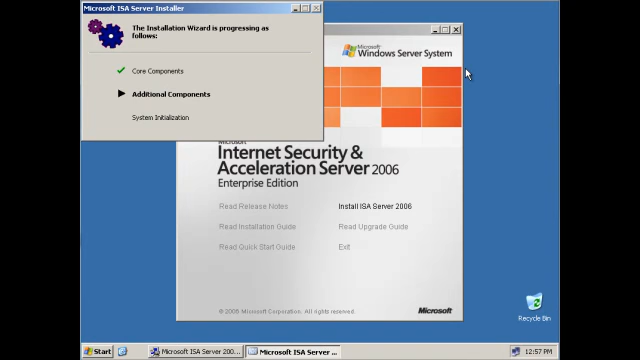 Microsoft ISA Server Installer
The Installation Wizard is progressing as
follows:
Core Components
Additional Components
System Initialization
Microsoft
Windows Server System
Microsoft
Internet Security &
Acceleration Server 2006
Enterprise Edition
Read Release Notes
Install ISA Server 2006
Read Installation Guide
Read Upgrade Guide
Read Quick Start Guide
Exit
© 2006 Microsoft Corporation. All rights reserved.
Microsoft
Recycle Bin
Start
Microsoft ISA Server 200...
Microsoft ISA Server ...
12:57 PM